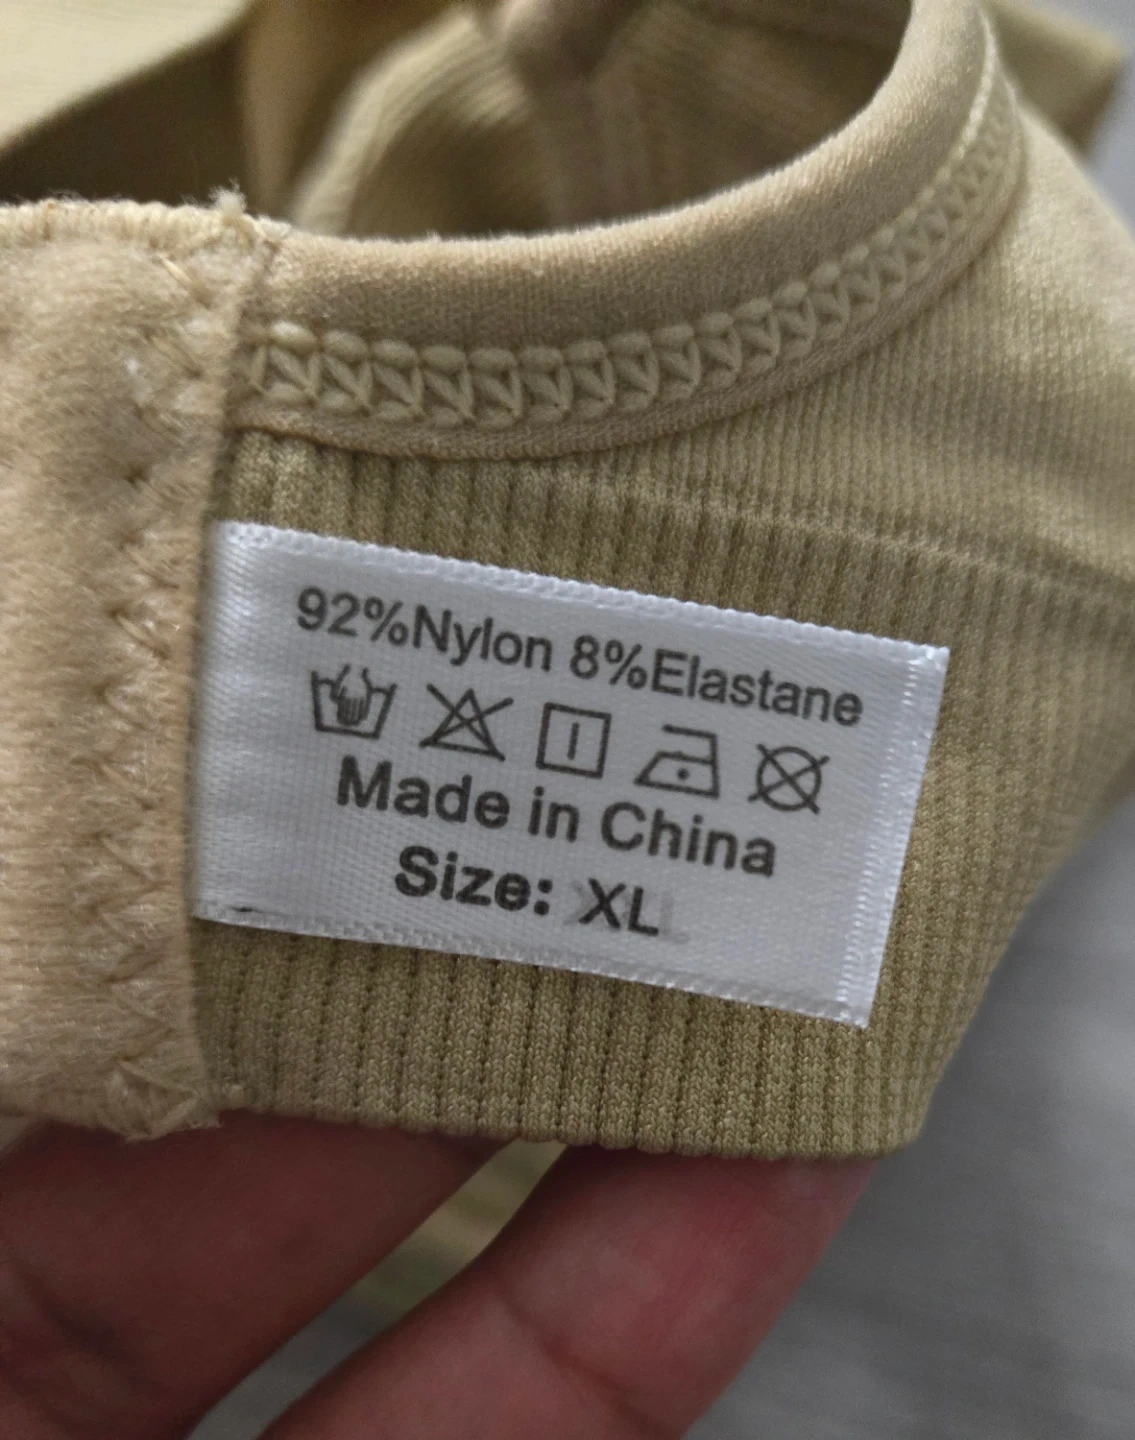 92%Nylon 8%Elastane
Made in China
Size: XL